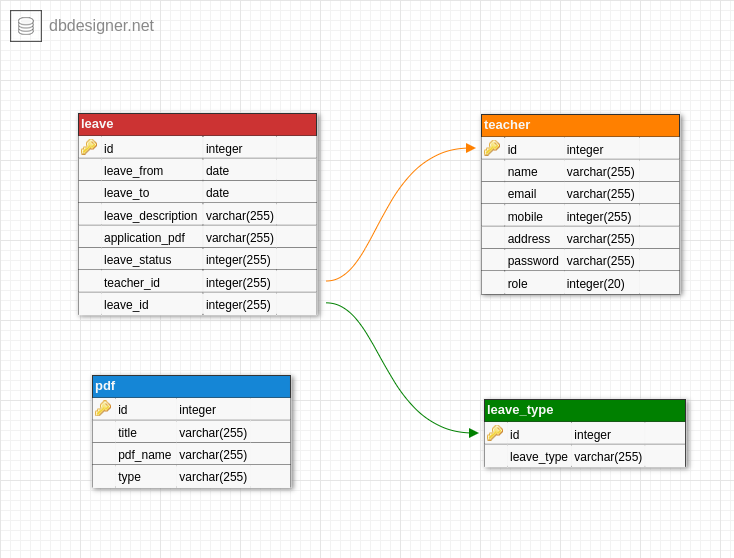 dbdesigner.net
leave
id integer
leave_from date
leave_to date
leave_description varchar(255)
application_pdf varchar(255)
leave_status integer(255)
teacher_id integer(255)
leave_id integer(255)
teacher
id integer
name varchar(255)
email varchar(255)
mobile integer(255)
address varchar(255)
password varchar(255)
role integer(20)
pdf
id integer
title varchar(255)
pdf_name varchar(255)
type varchar(255)
leave_type
id integer
leave_type varchar(255)